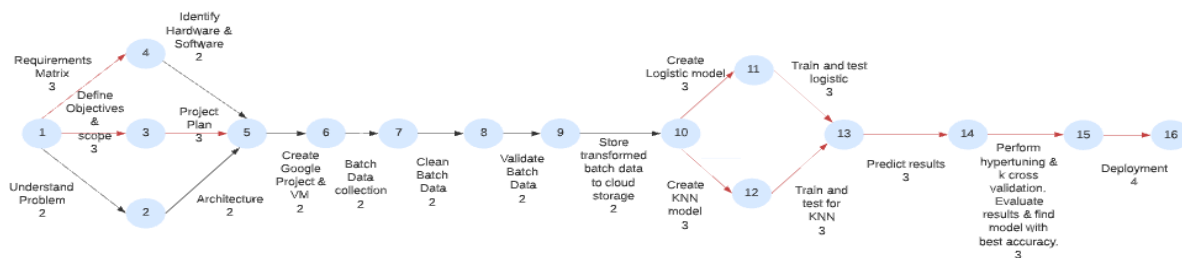 Identify
Hardware &
Software
2
4
Requirements
Matrix
3
Define
Objectives
&
scope
3
Project
Plan
3
1
3
5
6
7
8
9
10
Understand
Problem
2
2
Architecture
2
Create
Google
Project &
VM
2
Batch
Data
collection
2
Clean
Batch
Data
2
Validate
Batch
Data
2
Store
transformed
batch data
to cloud
storage
2
Create
Logistic model
3
11
Train and test
logistic
3
Create
KNN
model
3
12
Train and
test for
KNN
3
13
Predict results
3
14
Perform
hypertuning &
k cross
validation.
Evaluate
results & find
model with
best accuracy.
3
15
Deployment
4
16